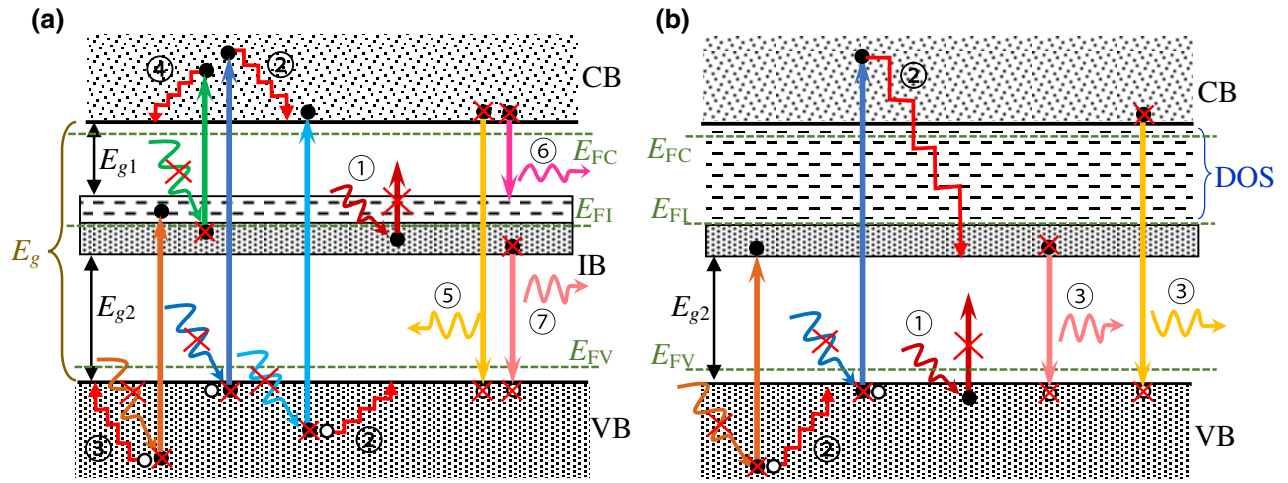 (a)
④
②
CB
E_FC
E_g1
⑥
①
E_FI
E_g
IB
E_g2
⑤
⑦
E_FV
③
②
VB
(b)
②
CB
E_FC
DOS
E_FI
E_g2
①
③
③
E_FV
②
VB